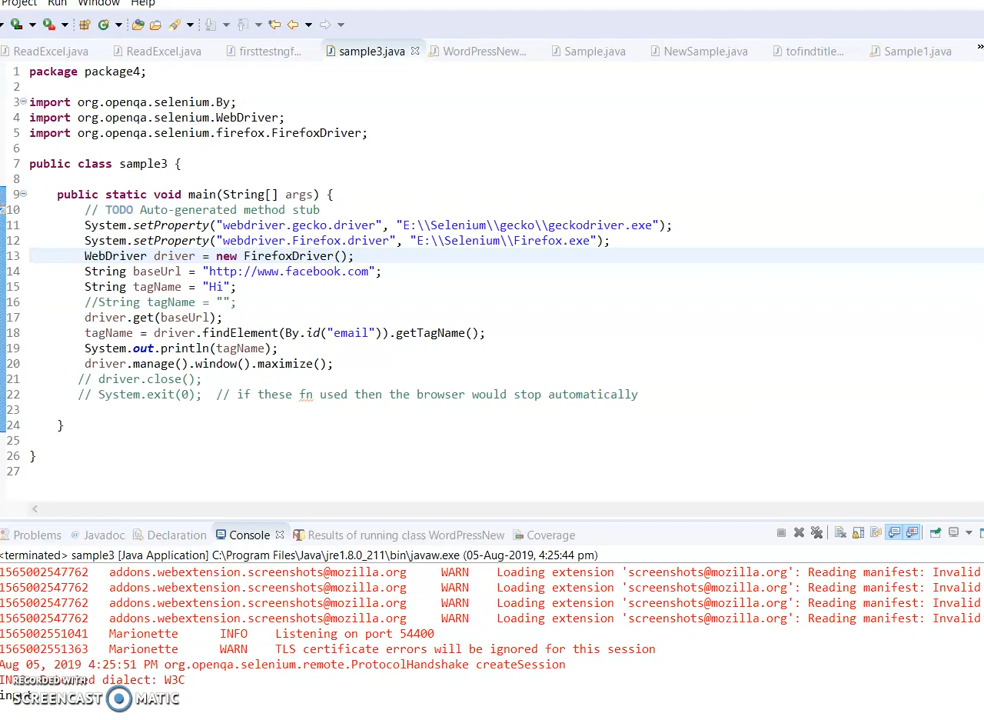 Project Run Window Help
ReadExcel.java ReadExcel.java firsttestngf... sample3.java WordPressNew... Sample.java NewSample.java tofindtitle... Sample1.java »
1 package package4;
2
3 import org.openqa.selenium.By;
4 import org.openqa.selenium.WebDriver;
5 import org.openqa.selenium.firefox.FirefoxDriver;
6
7 public class sample3 {
8
9 public static void main(String[] args) {
10 // TODO Auto-generated method stub
11 System.setProperty("webdriver.gecko.driver", "E:\\Selenium\\gecko\\geckodriver.exe");
12 System.setProperty("webdriver.Firefox.driver", "E:\\Selenium\\Firefox.exe");
13 WebDriver driver = new FirefoxDriver();
14 String baseUrl = "http://www.facebook.com";
15 String tagName = "Hi";
16 //String tagName = "";
17 driver.get(baseUrl);
18 tagName = driver.findElement(By.id("email")).getTagName();
19 System.out.println(tagName);
20 driver.manage().window().maximize();
21 // driver.close();
22 // System.exit(0); // if these fn used then the browser would stop automatically
23
24 }
25
26 }
27
Problems Javadoc Declaration Console Results of running class WordPressNew Coverage
<terminated> sample3 [Java Application] C:\Program Files\Java\jre1.8.0_211\bin\javaw.exe (05-Aug-2019, 4:25:44 pm)
1565002547762 addons.webextension.screenshots@mozilla.org WARN Loading extension 'screenshots@mozilla.org': Reading manifest: Invalid
1565002547762 addons.webextension.screenshots@mozilla.org WARN Loading extension 'screenshots@mozilla.org': Reading manifest: Invalid
1565002547762 addons.webextension.screenshots@mozilla.org WARN Loading extension 'screenshots@mozilla.org': Reading manifest: Invalid
1565002547762 addons.webextension.screenshots@mozilla.org WARN Loading extension 'screenshots@mozilla.org': Reading manifest: Invalid
1565002551041 Marionette INFO Listening on port 54400
1565002551363 Marionette WARN TLS certificate errors will be ignored for this session
Aug 05, 2019 4:25:51 PM org.openqa.selenium.remote.ProtocolHandshake createSession
dialect: W3C
RECORDED WITH
SCREENCAST MATIC